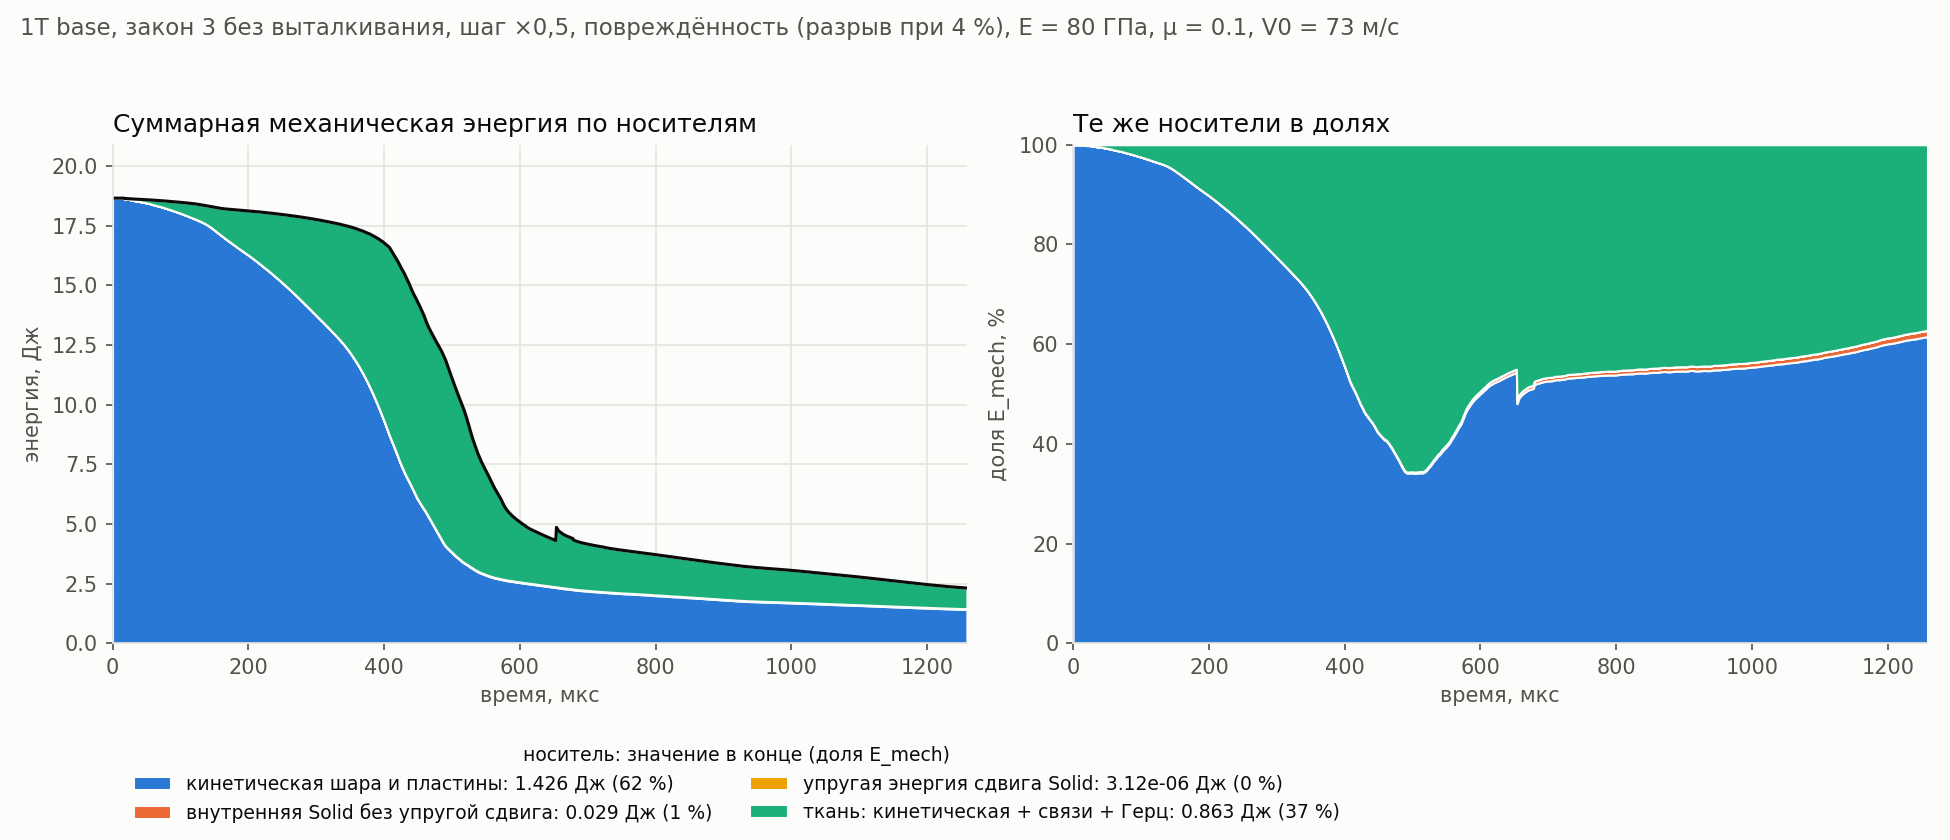 1T base, закон 3 без выталкивания, шаг ×0,5, повреждённость (разрыв при 4 %), E = 80 ГПа, μ = 0.1, V0 = 73 м/с
Суммарная механическая энергия по носителям
энергия, Дж
20.0
17.5
15.0
12.5
10.0
7.5
5.0
2.5
0.0
0 200 400 600 800 1000 1200
время, мкс
Те же носители в долях
доля E_mech, %
100
80
60
40
20
0
0 200 400 600 800 1000 1200
время, мкс
носитель: значение в конце (доля E_mech)
кинетическая шара и пластины: 1.426 Дж (62 %)
внутренняя Solid без упругой сдвига: 0.029 Дж (1 %)
упругая энергия сдвига Solid: 3.12e-06 Дж (0 %)
ткань: кинетическая + связи + Герц: 0.863 Дж (37 %)